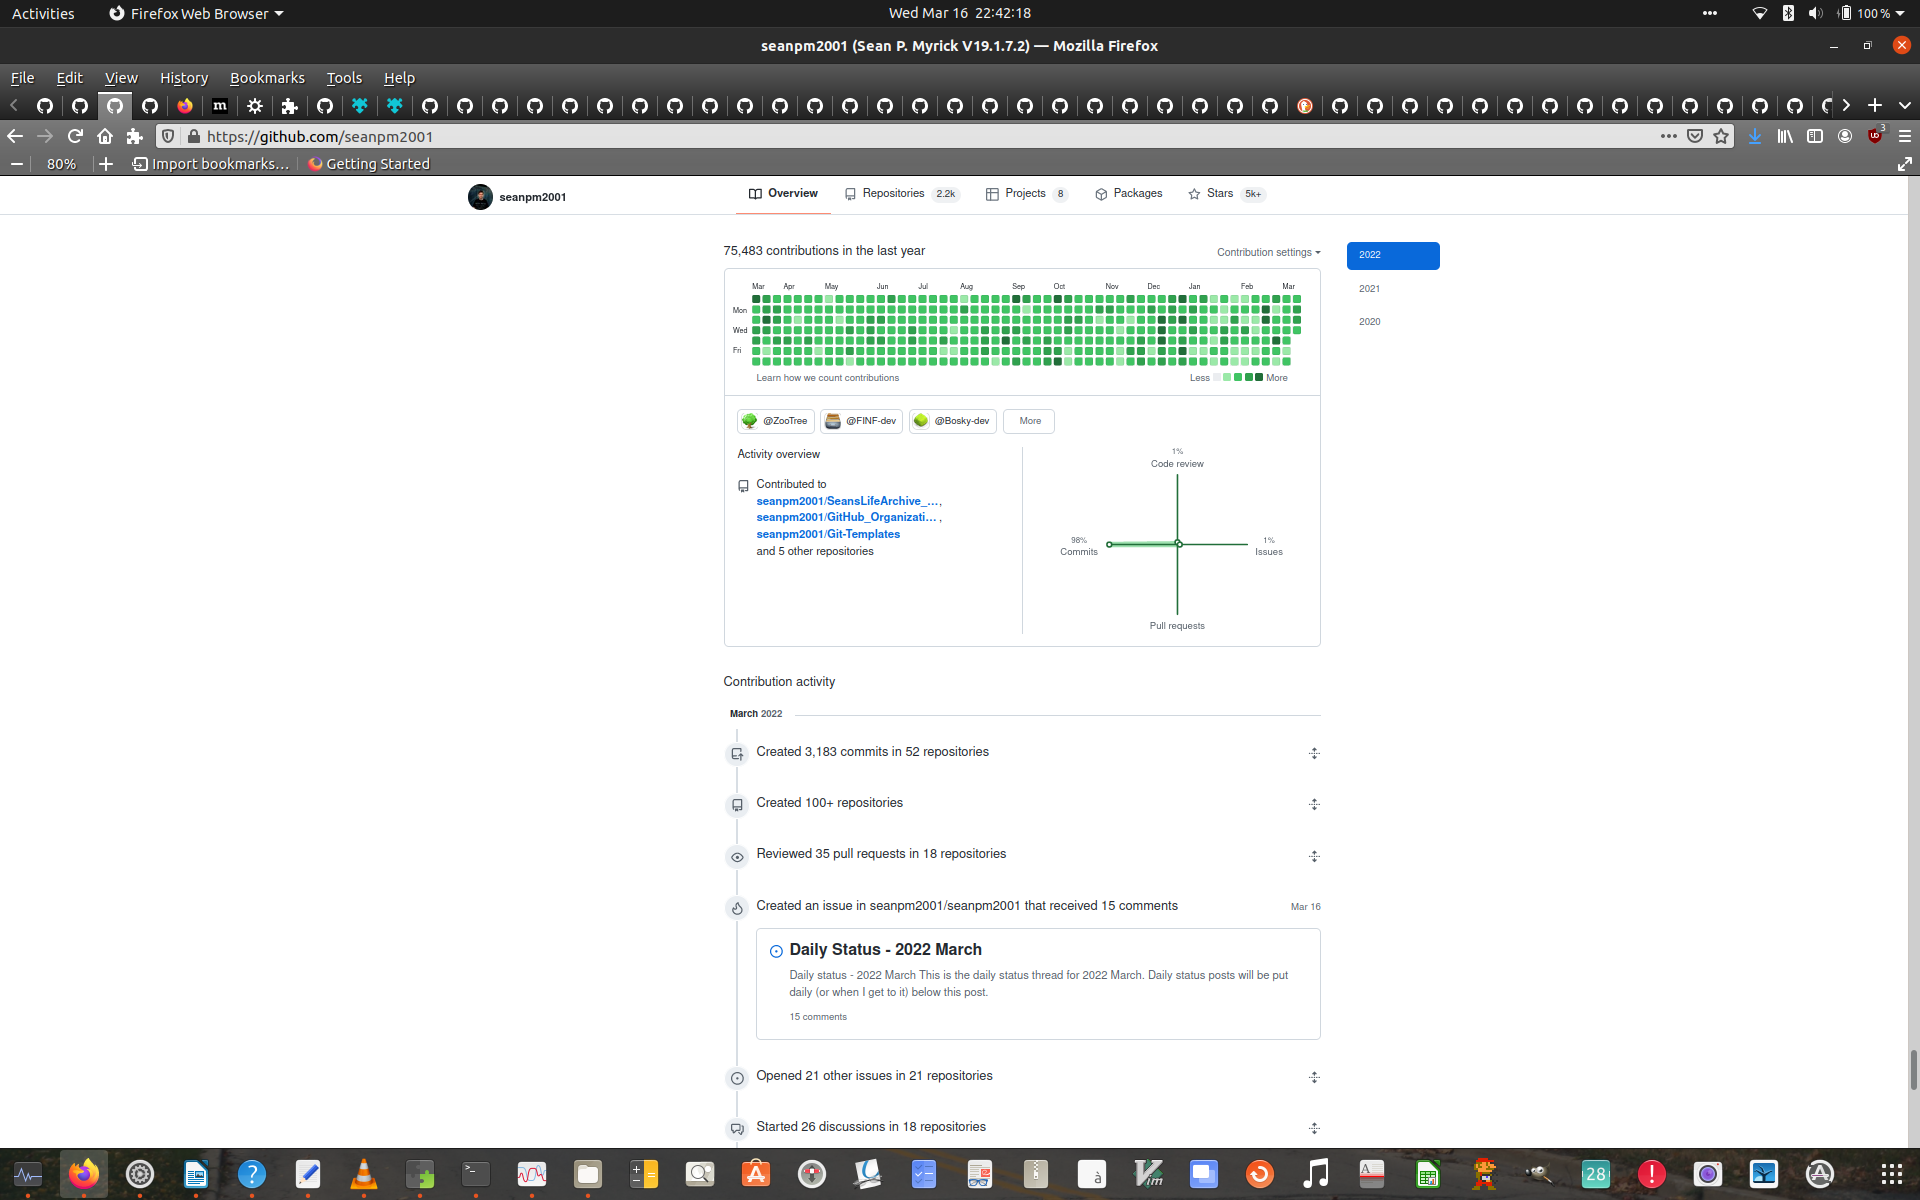 Activities
Firefox Web Browser
Wed Mar 16 22:42:18
100 %
seanpm2001 (Sean P. Myrick V19.1.7.2) — Mozilla Firefox
File Edit View History Bookmarks Tools Help
https://github.com/seanpm2001
3
80%
Import bookmarks...
Getting Started
seanpm2001
Overview
Repositories 2.2k
Projects 8
Packages
Stars 5k+
75,483 contributions in the last year
Contribution settings
2022
2021
2020
Mar Apr May Jun Jul Aug Sep Oct Nov Dec Jan Feb Mar
Mon
Wed
Fri
Learn how we count contributions
Less More
@ZooTree
@FINF-dev
@Bosky-dev
More
Activity overview
Contributed to
seanpm2001/SeansLifeArchive_... ,
seanpm2001/GitHub_Organizati... ,
seanpm2001/Git-Templates
and 5 other repositories
1%
Code review
98%
Commits
1%
Issues
Pull requests
Contribution activity
March 2022
Created 3,183 commits in 52 repositories
Created 100+ repositories
Reviewed 35 pull requests in 18 repositories
Created an issue in seanpm2001/seanpm2001 that received 15 comments
Mar 16
Daily Status - 2022 March
Daily status - 2022 March This is the daily status thread for 2022 March. Daily status posts will be put
daily (or when I get to it) below this post.
15 comments
Opened 21 other issues in 21 repositories
Started 26 discussions in 18 repositories
28